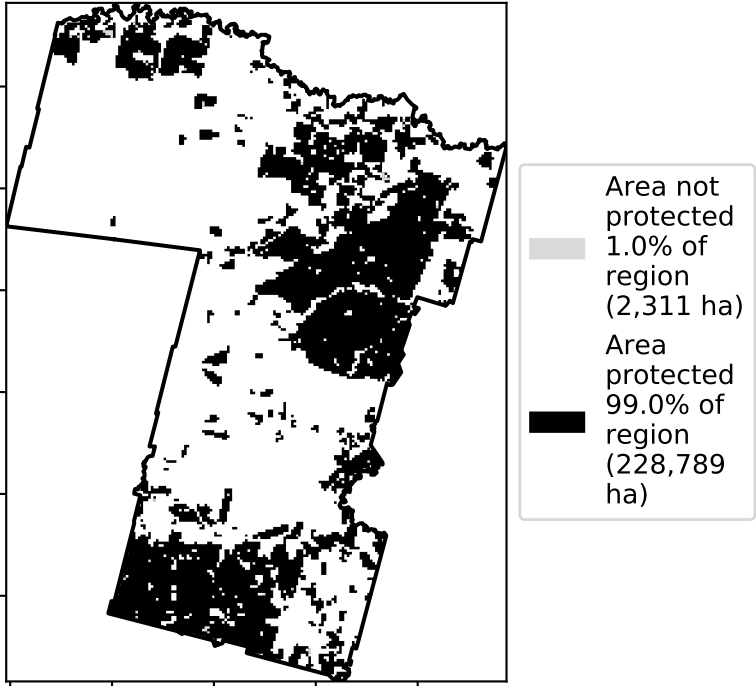 Area not
protected
1.0% of
region
(2,311 ha)
Area
protected
99.0% of
region
(228,789
ha)